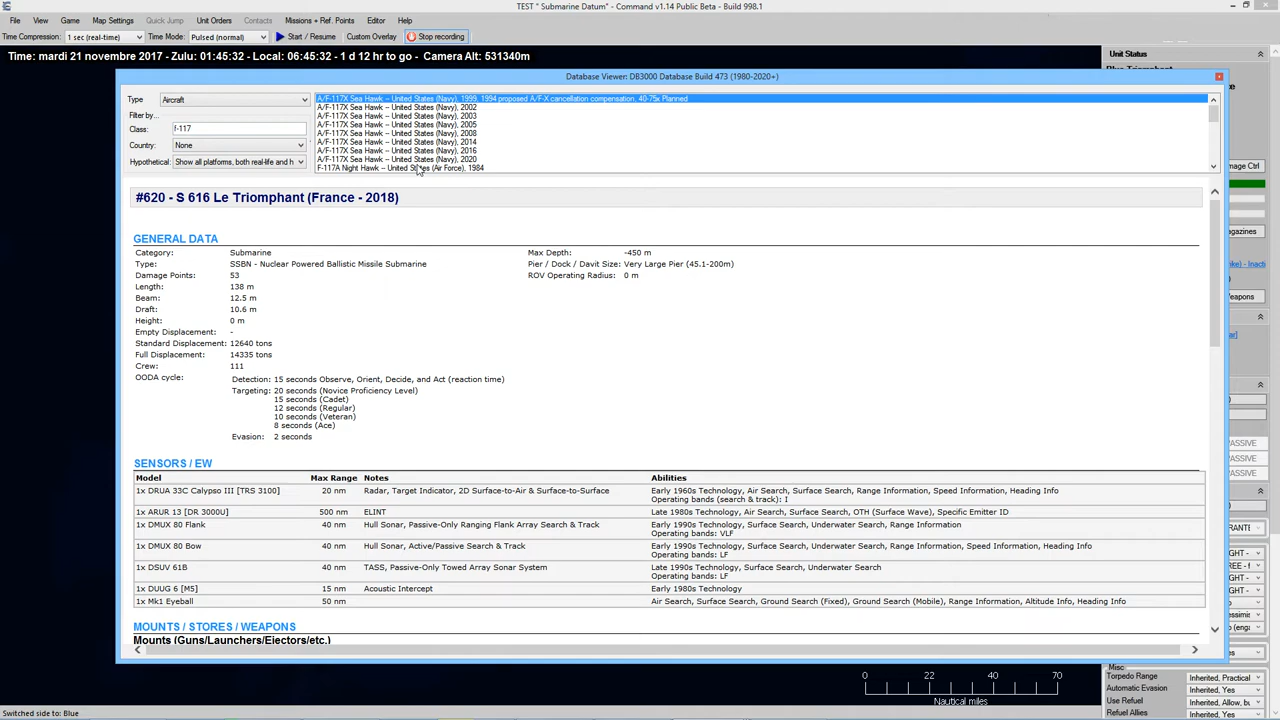 TEST " Submarine Datum" - Command v1.14 Public Beta - Build 998.1
File View Game Map Settings Quick Jump Unit Orders Contacts Missions + Ref. Points Editor Help
Time Compression: 1 sec (real-time) Time Mode: Pulsed (normal) Start / Resume Custom Overlay Stop recording
Time: mardi 21 novembre 2017 - Zulu: 01:45:32 - Local: 06:45:32 - 1 d 12 hr to go - Camera Alt: 531340m
Unit Status
Database Viewer: DB3000 Database Build 473 (1980-2020+)
Type Aircraft
Filter by...
Class: f-117
Country: None
Hypothetical: Show all platforms, both real-life and h
A/F-117X Sea Hawk -- United States (Navy), 1999, 1994 proposed A/F-X cancellation compensation, 40-75x Planned
A/F-117X Sea Hawk -- United States (Navy), 2002
A/F-117X Sea Hawk -- United States (Navy), 2003
A/F-117X Sea Hawk -- United States (Navy), 2005
A/F-117X Sea Hawk -- United States (Navy), 2008
A/F-117X Sea Hawk -- United States (Navy), 2014
A/F-117X Sea Hawk -- United States (Navy), 2016
A/F-117X Sea Hawk -- United States (Navy), 2020
F-117A Night Hawk -- United States (Air Force), 1984
#620 - S 616 Le Triomphant (France - 2018)
GENERAL DATA
Category: Submarine Max Depth: -450 m
Type: SSBN - Nuclear Powered Ballistic Missile Submarine Pier / Dock / Davit Size: Very Large Pier (45.1-200m)
Damage Points: 53 ROV Operating Radius: 0 m
Length: 138 m
Beam: 12.5 m
Draft: 10.6 m
Height: 0 m
Empty Displacement: -
Standard Displacement: 12640 tons
Full Displacement: 14335 tons
Crew: 111
OODA cycle: Detection: 15 seconds Observe, Orient, Decide, and Act (reaction time)
Targeting: 20 seconds (Novice Proficiency Level)
15 seconds (Cadet)
12 seconds (Regular)
10 seconds (Veteran)
8 seconds (Ace)
Evasion: 2 seconds
SENSORS / EW
Model Max Range Notes Abilities
1x DRUA 33C Calypso III [TRS 3100] 20 nm Radar, Target Indicator, 2D Surface-to-Air & Surface-to-Surface Early 1960s Technology, Air Search, Surface Search, Range Information, Speed Information, Heading Info
Operating bands (search & track): I
1x ARUR 13 [DR 3000U] 500 nm ELINT Late 1980s Technology, Air Search, Surface Search, OTH (Surface Wave), Specific Emitter ID
1x DMUX 80 Flank 40 nm Hull Sonar, Passive-Only Ranging Flank Array Search & Track Early 1990s Technology, Surface Search, Underwater Search, Range Information
Operating bands: VLF
1x DMUX 80 Bow 40 nm Hull Sonar, Active/Passive Search & Track Early 1990s Technology, Surface Search, Underwater Search, Range Information, Speed Information, Heading Info
Operating bands: LF
1x DSUV 61B 40 nm TASS, Passive-Only Towed Array Sonar System Late 1990s Technology, Surface Search, Underwater Search
Operating bands: LF
1x DUUG 6 [M5] 15 nm Acoustic Intercept Early 1980s Technology
1x Mk1 Eyeball 50 nm Air Search, Surface Search, Ground Search (Fixed), Ground Search (Mobile), Range Information, Altitude Info, Heading Info
MOUNTS / STORES / WEAPONS
Mounts (Guns/Launchers/Ejectors/etc.)
0 22 40 70
Nautical miles
Misc
Torpedo Range Inherited, Practical
Automatic Evasion Inherited, Yes
Use Refuel Inherited, Allow, bu
Refuel Allies Inherited, Yes
Switched side to: Blue